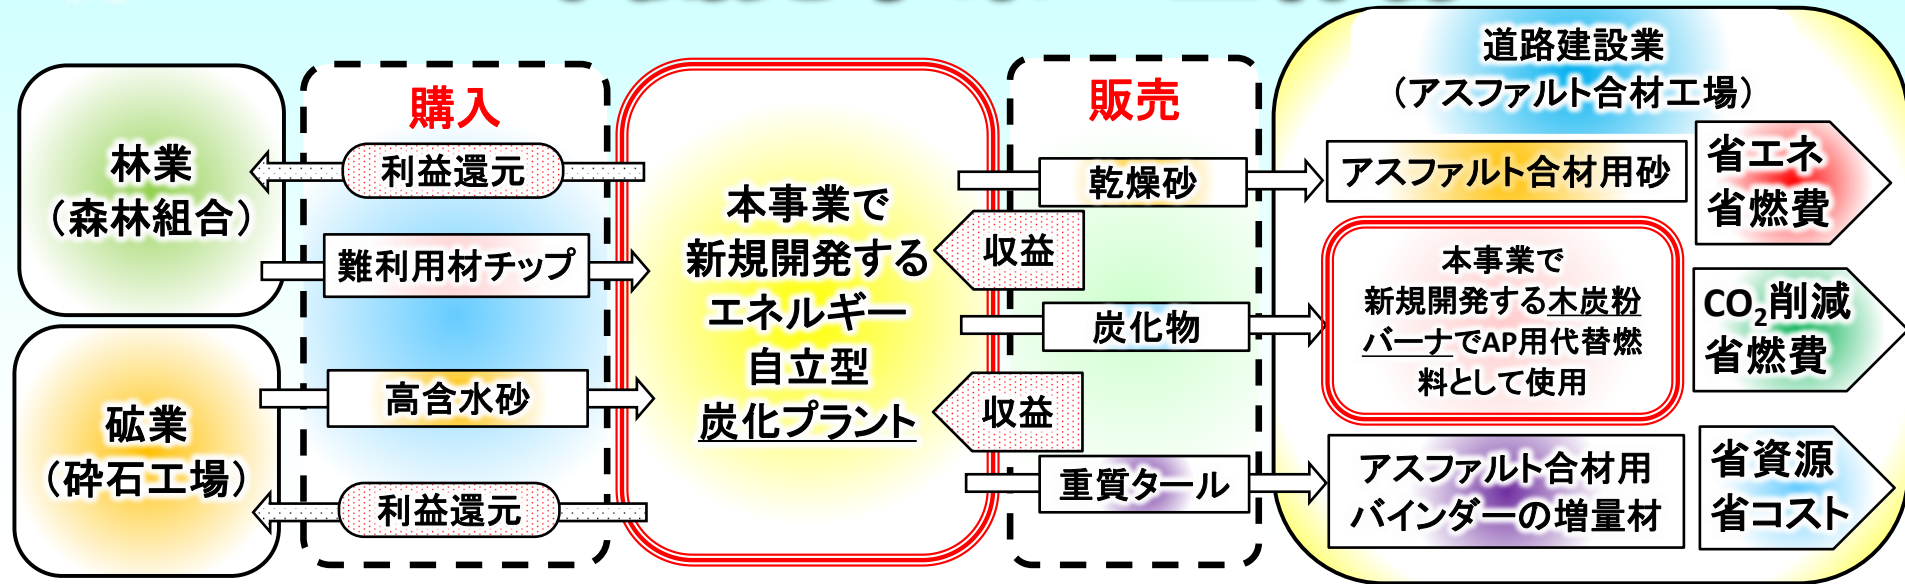 林業
（森林組合）
砿業
（砕石工場）
購入
利益還元
難利用材チップ
高含水砂
利益還元
本事業で
新規開発する
エネルギー
自立型
炭化プラント
販売
乾燥砂
収益
炭化物
収益
重質タール
道路建設業
（アスファルト合材工場）
アスファルト合材用砂
本事業で
新規開発する木炭粉
バーナでAP用代替燃
料として使用
アスファルト合材用
バインダーの増量材
省エネ
省燃費
CO₂削減
省燃費
省資源
省コスト